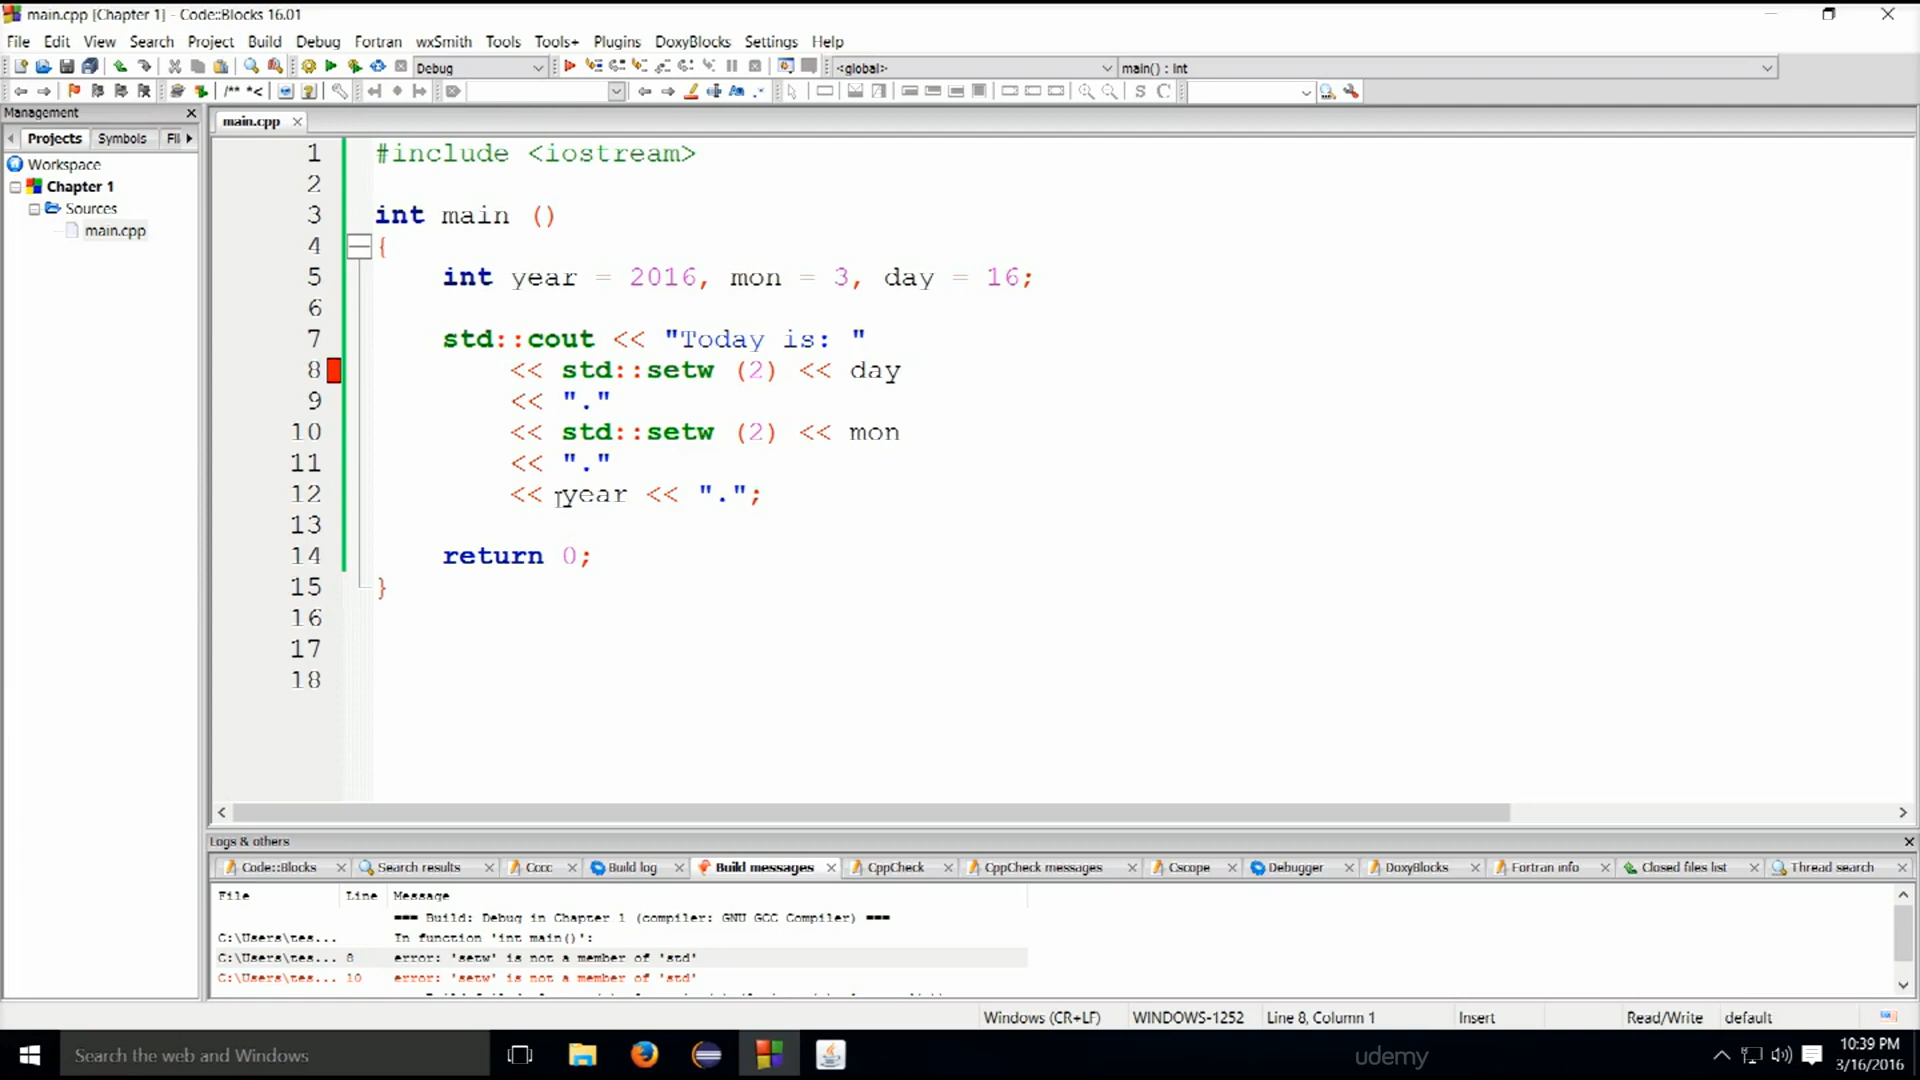 main.cpp [Chapter 1] - Code::Blocks 16.01
File Edit View Search Project Build Debug Fortran wxSmith Tools Tools+ Plugins DoxyBlocks Settings Help
Debug <global> main() : int
/** *<
S C
Management
main.cpp
Projects Symbols Fil
Workspace
Chapter 1
Sources
main.cpp
1 #include <iostream>
2
3 int main ()
4 {
5 int year = 2016, mon = 3, day = 16;
6
7 std::cout << "Today is: "
8 << std::setw (2) << day
9 << "."
10 << std::setw (2) << mon
11 << "."
12 << year << ".";
13
14 return 0;
15 }
16
17
18
Logs & others
Code::Blocks Search results Cccc Build log Build messages CppCheck CppCheck messages Cscope Debugger DoxyBlocks Fortran info Closed files list Thread search
File Line Message
=== Build: Debug in Chapter 1 (compiler: GNU GCC Compiler) ===
C:\Users\tes... In function 'int main()':
C:\Users\tes... 8 error: 'setw' is not a member of 'std'
C:\Users\tes... 10 error: 'setw' is not a member of 'std'
Windows (CR+LF) WINDOWS-1252 Line 8, Column 1 Insert Read/Write default
Search the web and Windows
udemy
10:39 PM
3/16/2016